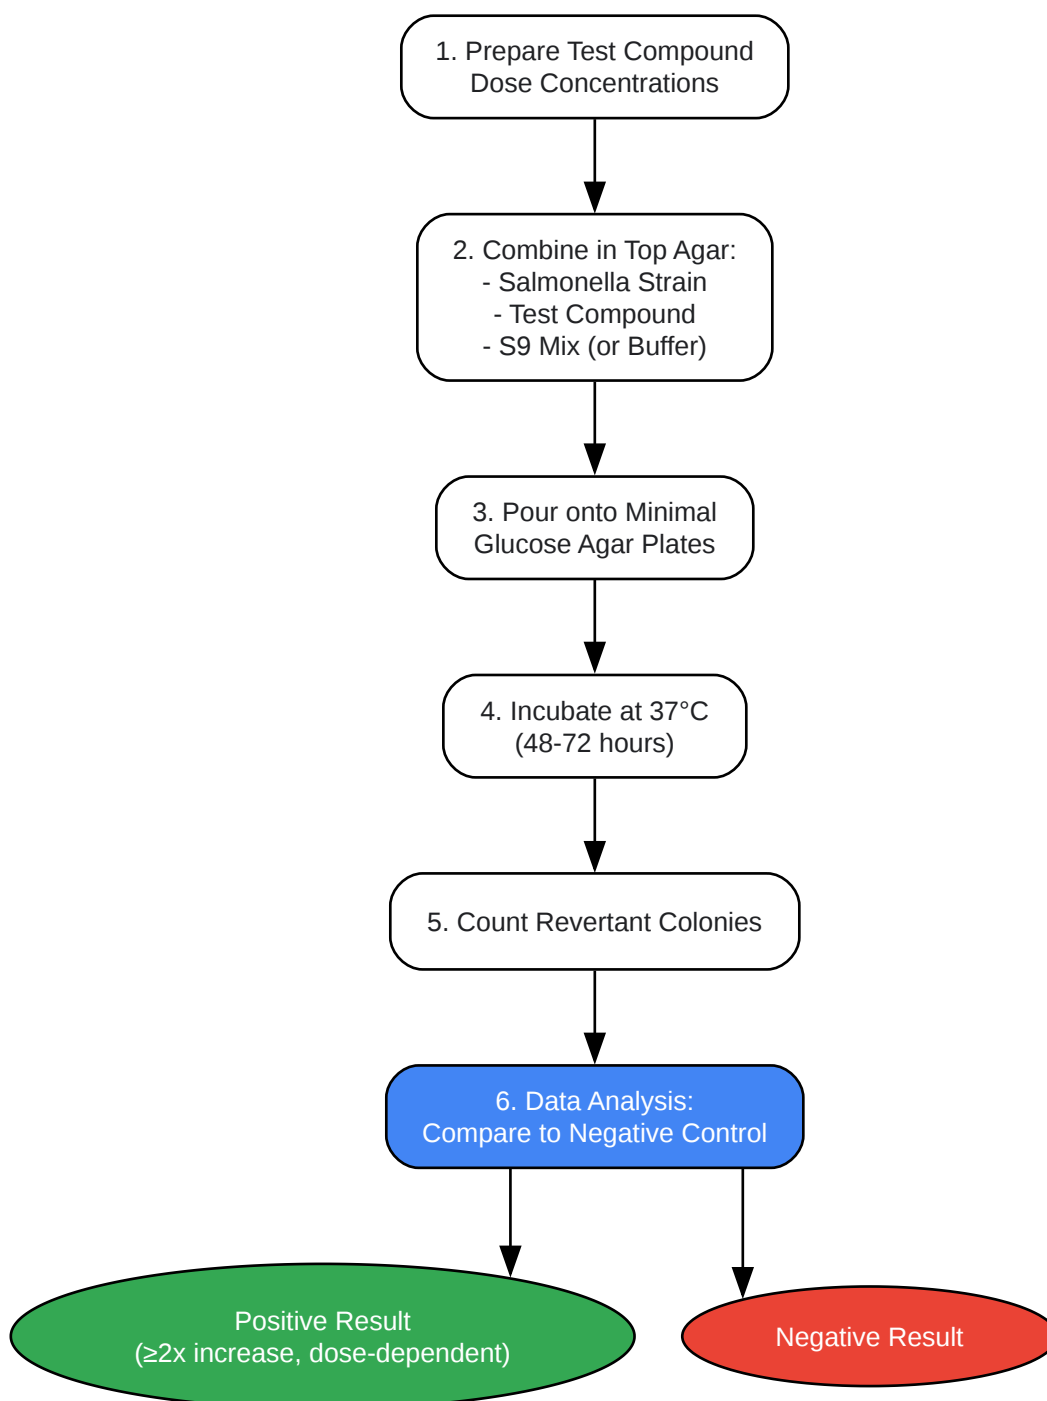 1. Prepare Test Compound
Dose Concentrations
2. Combine in Top Agar:
- Salmonella Strain
- Test Compound
- S9 Mix (or Buffer)
3. Pour onto Minimal
Glucose Agar Plates
4. Incubate at 37°C
(48-72 hours)
5. Count Revertant Colonies
6. Data Analysis:
Compare to Negative Control
Positive Result
(≥2x increase, dose-dependent)
Negative Result